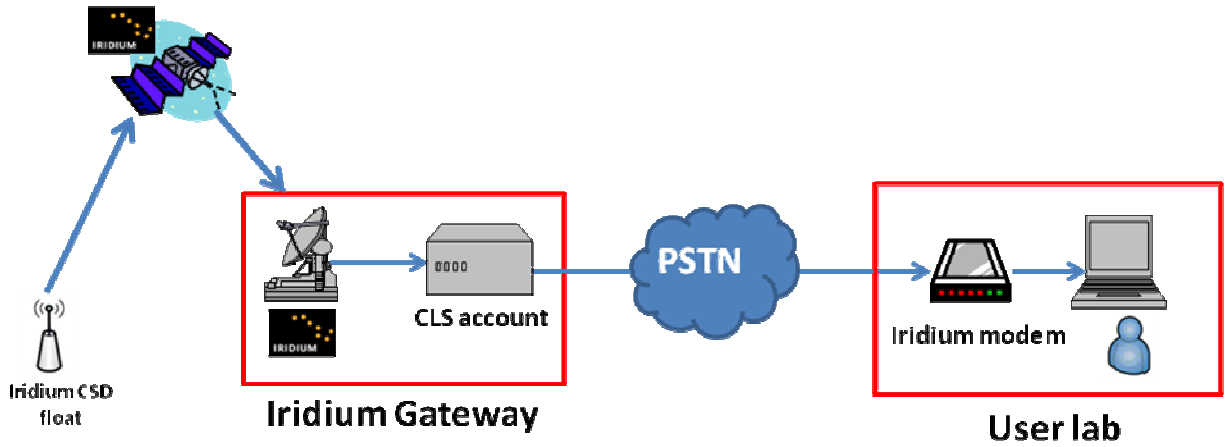 IRIDIUM
PSTN
CLS account
Iridium modem
IRIDIUM
Iridium CSD
float
Iridium Gateway
User lab